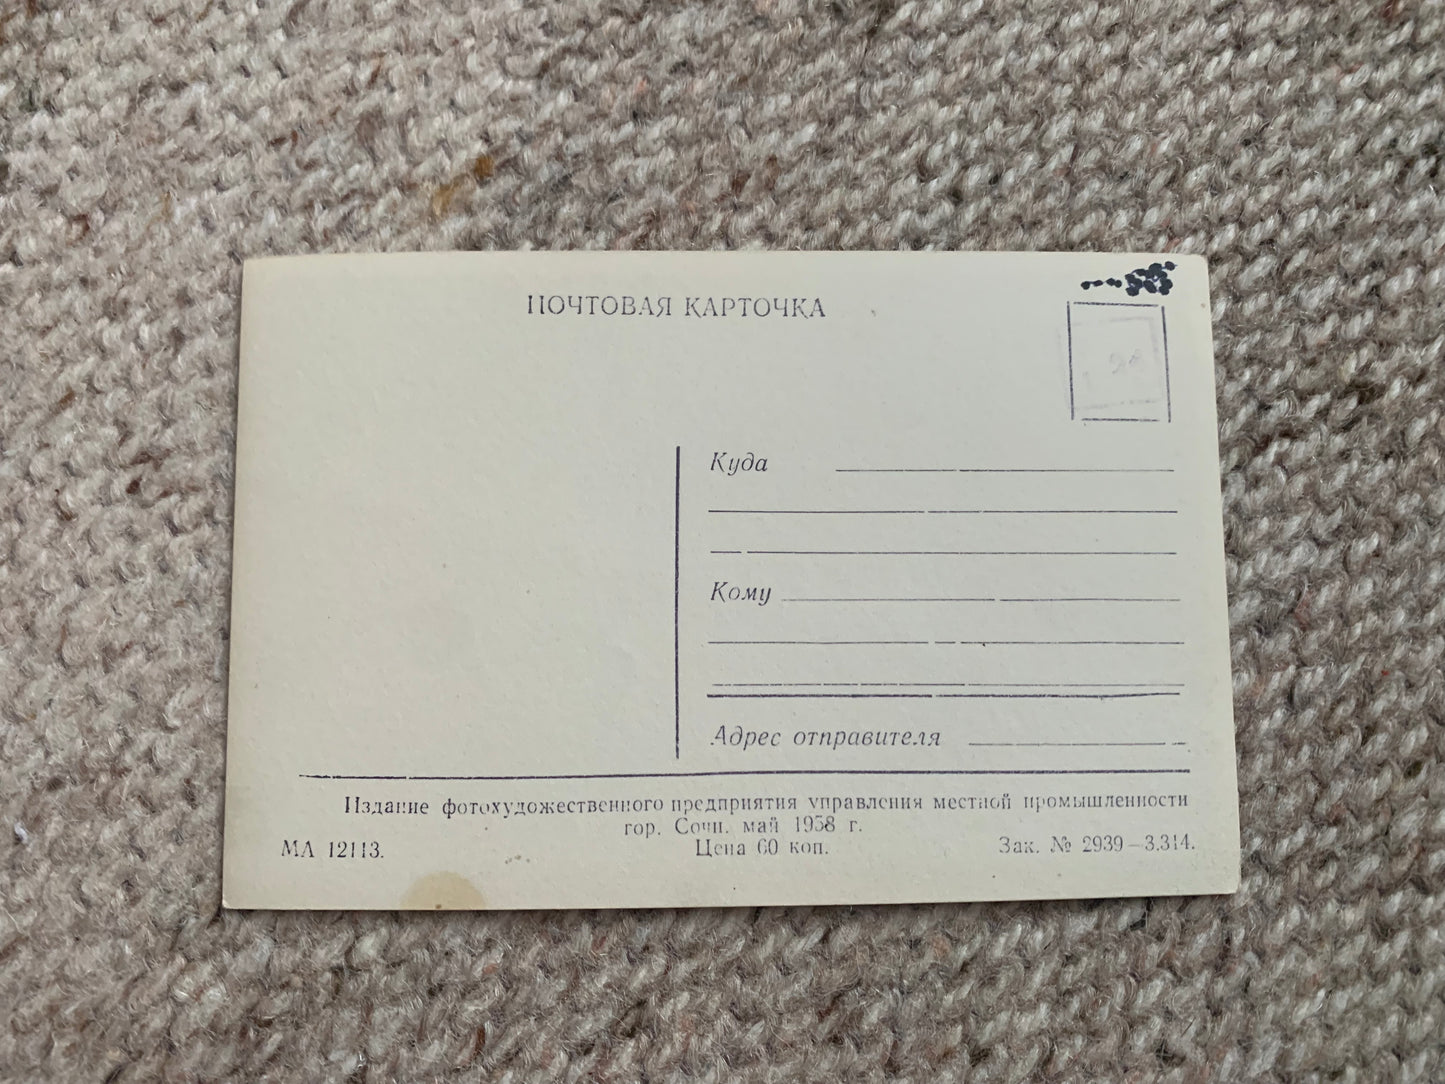 ПОЧТОВАЯ КАРТОЧКА
Куда
Кому
Адрес отправителя
Издание фотохудожественного предприятия управления местной промышленности
гор. Сочи. май 1958 г.
МА 12113.
Цена 60 коп.
Зак. № 2939—3.314.